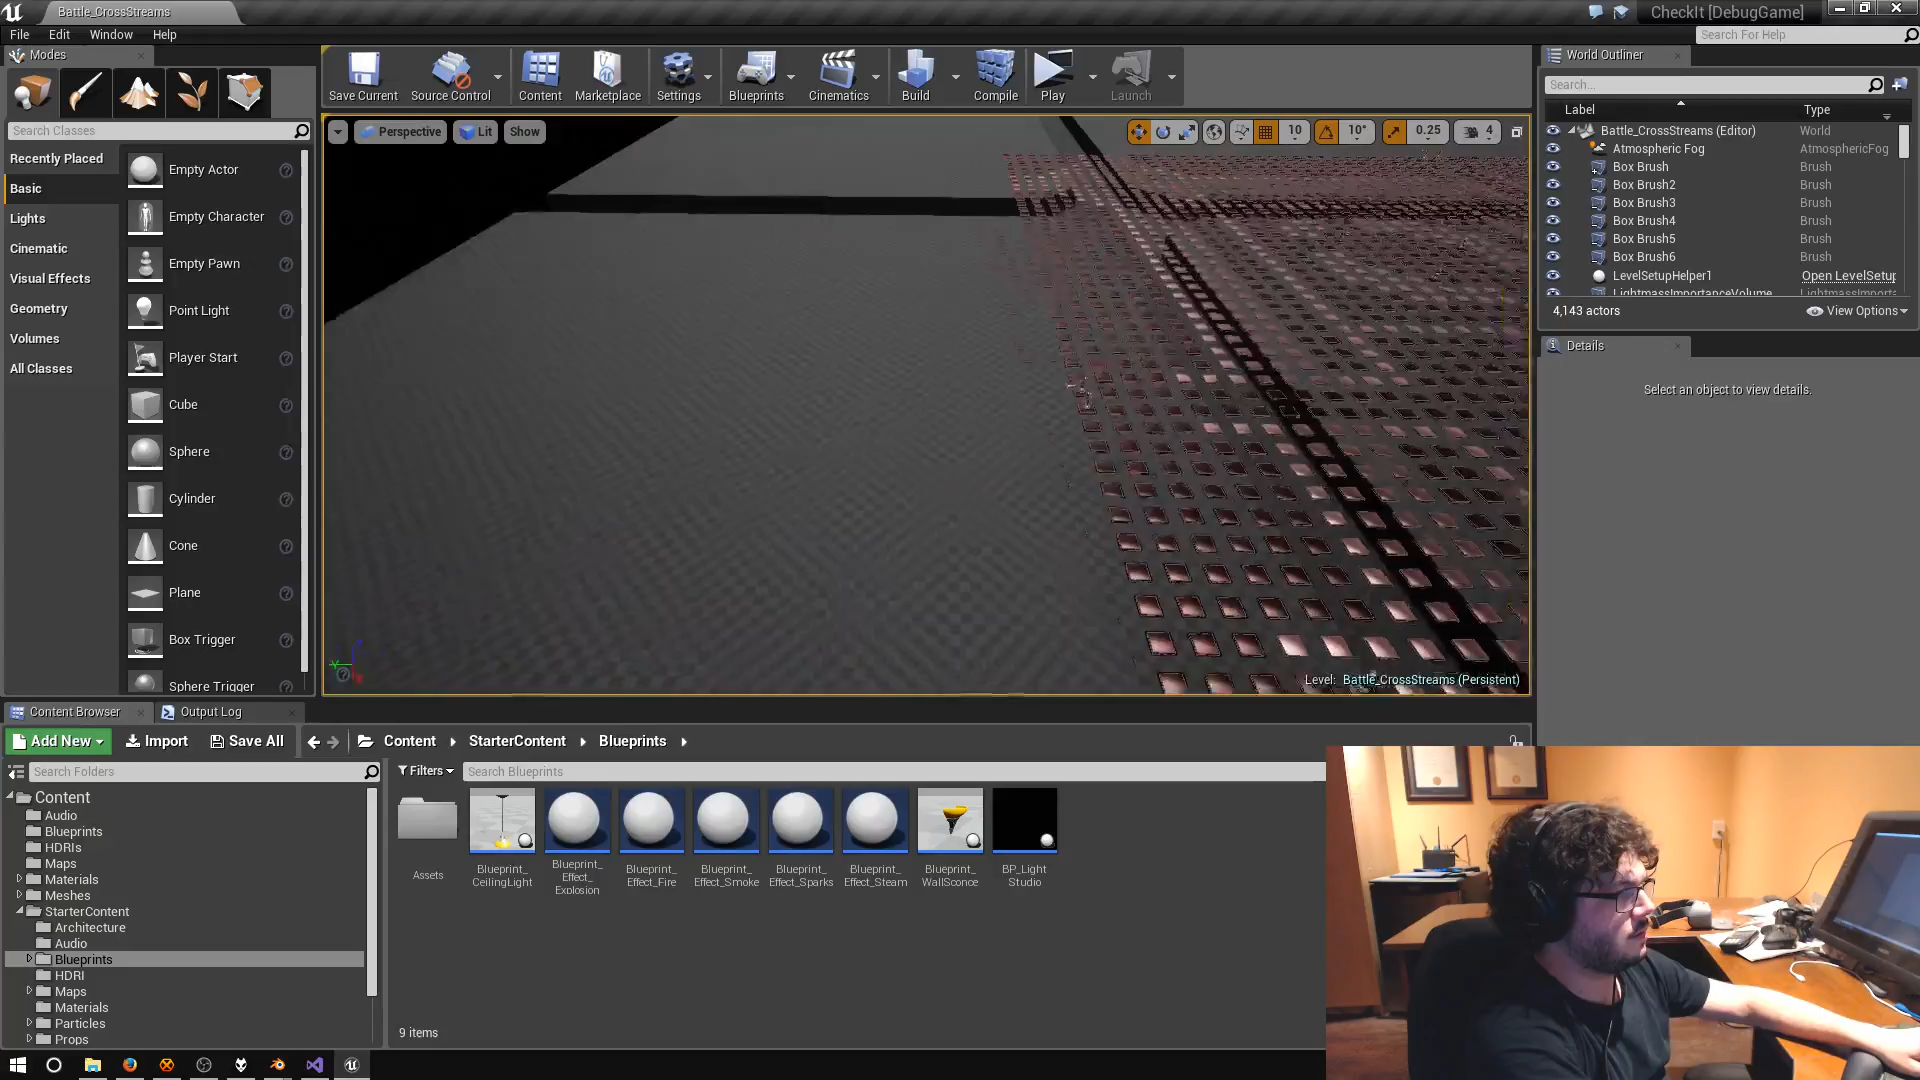 Battle_CrossStreams
CheckIt [DebugGame]
File Edit Window Help
Search For Help
Modes
Save Current Source Control Content Marketplace Settings Blueprints Cinematics Build Compile Play Launch
World Outliner
Search...
Label Type
Battle_CrossStreams (Editor) World
Atmospheric Fog AtmosphericFog
Box Brush Brush
Box Brush2 Brush
Box Brush3 Brush
Box Brush4 Brush
Box Brush5 Brush
Box Brush6 Brush
LevelSetupHelper1 Open LevelSetup
LightmassImportanceVolume LightmassImporta
4,143 actors View Options
Details
Select an object to view details.
Search Classes
Recently Placed
Basic
Lights
Cinematic
Visual Effects
Geometry
Volumes
All Classes
Empty Actor
Empty Character
Empty Pawn
Point Light
Player Start
Cube
Sphere
Cylinder
Cone
Plane
Box Trigger
Sphere Trigger
Perspective Lit Show
10 10° 0.25 4
Level: Battle_CrossStreams (Persistent)
Content Browser Output Log
Add New Import Save All Content StarterContent Blueprints
Search Folders
Filters Search Blueprints
Content
Audio
Blueprints
HDRIs
Maps
Materials
Meshes
StarterContent
Architecture
Audio
Blueprints
HDRI
Maps
Materials
Particles
Props
Assets
Blueprint_
CeilingLight
Blueprint_
Effect_
Explosion
Blueprint_
Effect_Fire
Blueprint_
Effect_Smoke
Blueprint_
Effect_Sparks
Blueprint_
Effect_Steam
Blueprint_
WallSconce
BP_Light
Studio
9 items